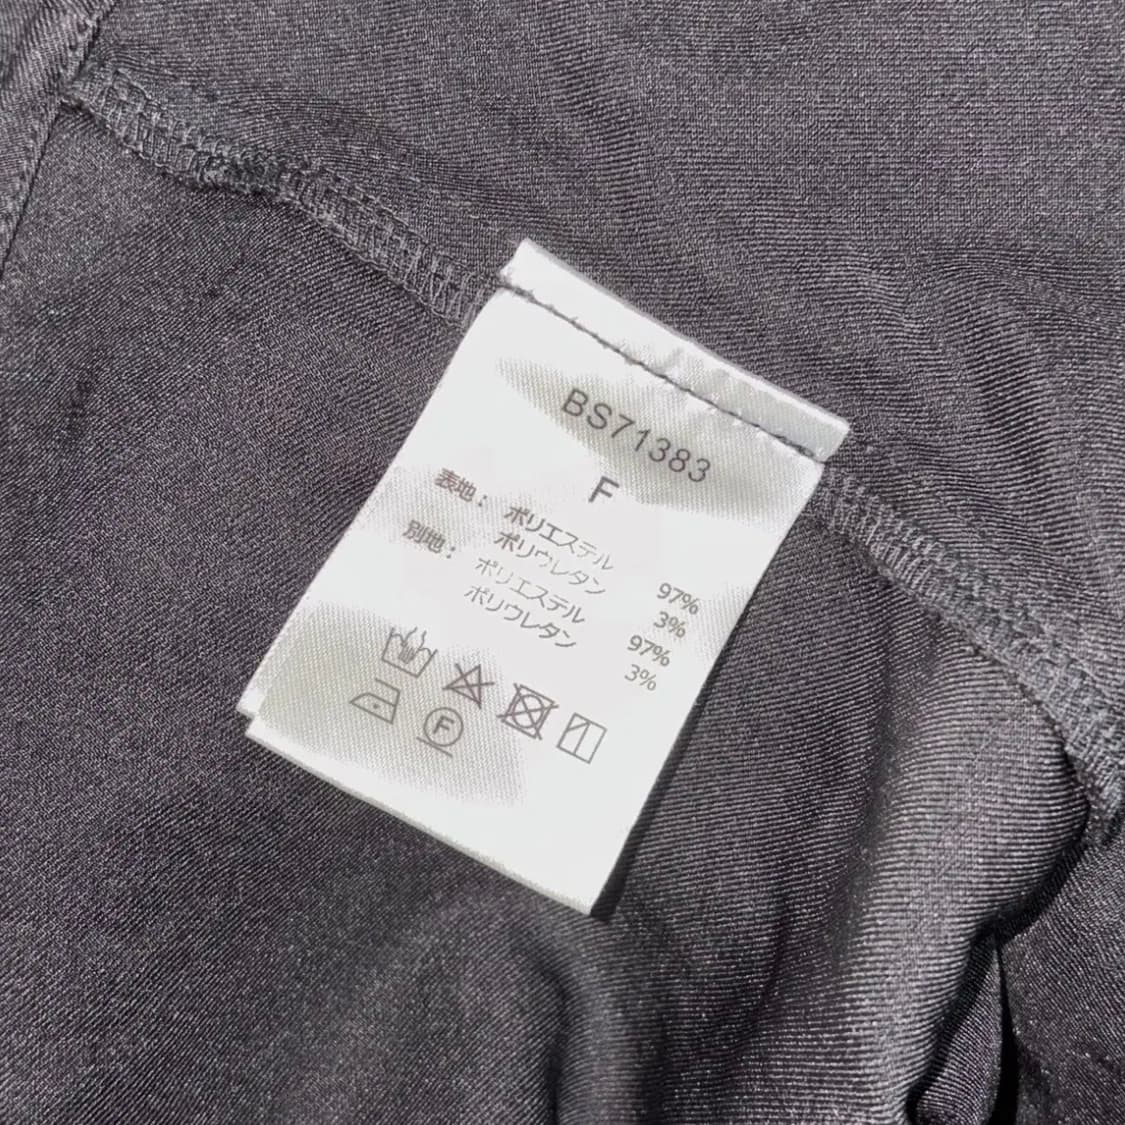 BS71383
F
表地： ポリエステル 97%
ポリウレタン 3%
別地： ポリエステル 97%
ポリウレタン 3%
F